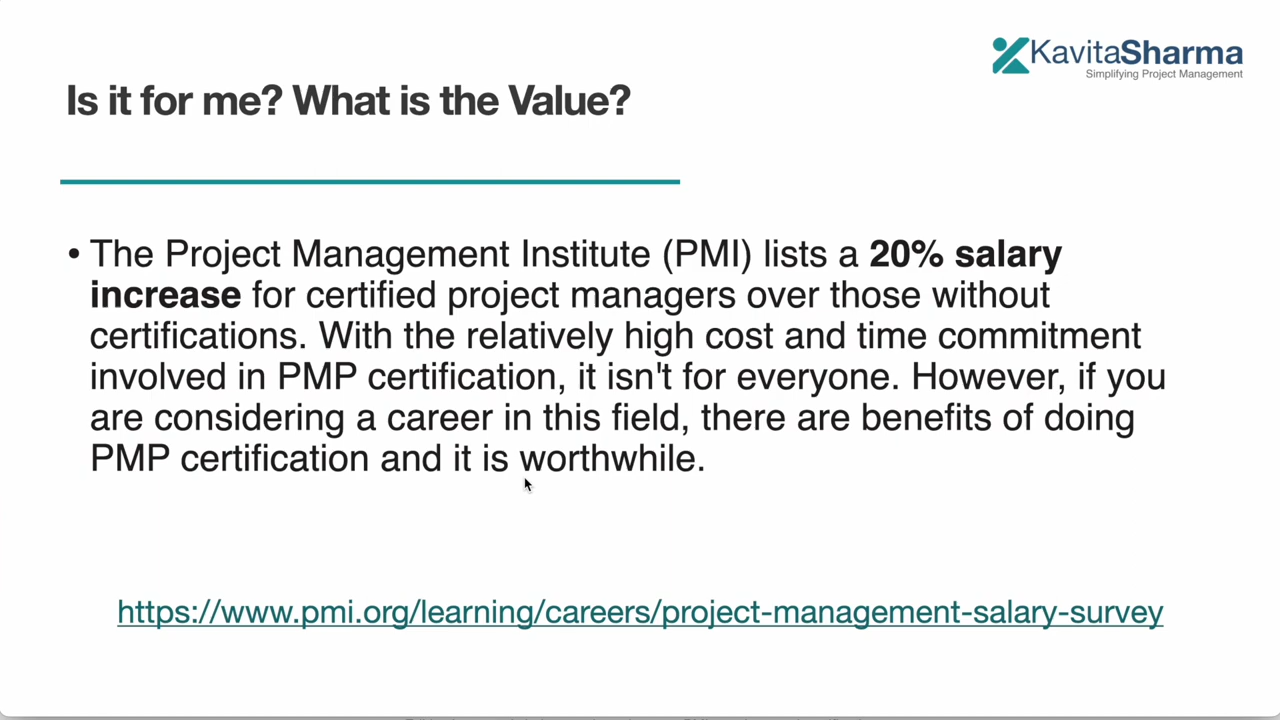 KavitaSharma
Simplifying Project Management
Is it for me? What is the Value?
• The Project Management Institute (PMI) lists a 20% salary
increase for certified project managers over those without
certifications. With the relatively high cost and time commitment
involved in PMP certification, it isn't for everyone. However, if you
are considering a career in this field, there are benefits of doing
PMP certification and it is worthwhile.
https://www.pmi.org/learning/careers/project-management-salary-survey